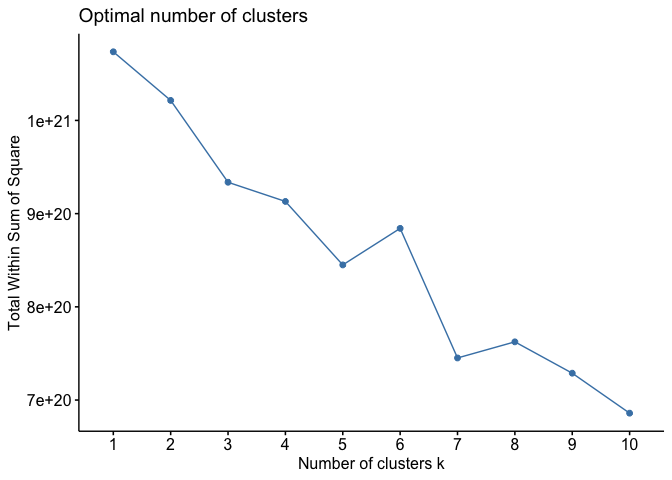 Optimal number of clusters
Total Within Sum of Square
1e+21
9e+20
8e+20
7e+20
1 2 3 4 5 6 7 8 9 10
Number of clusters k